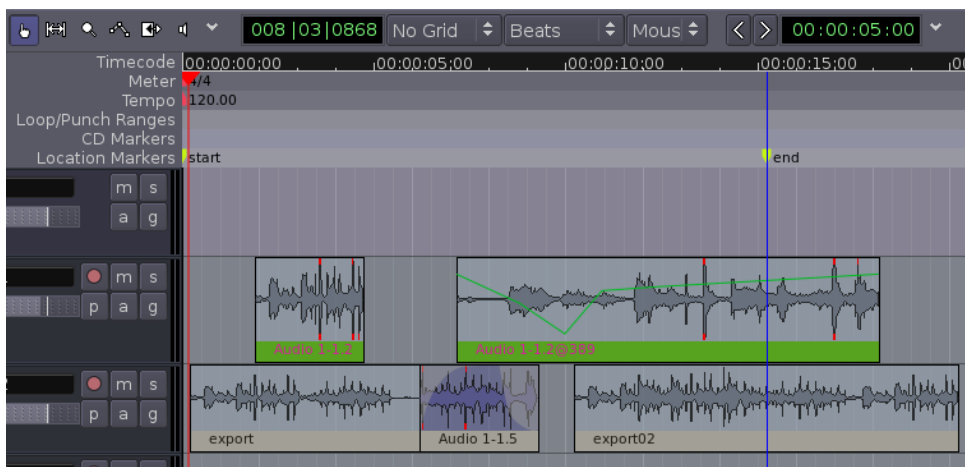 008|03|0868 No Grid Beats Mous 00:00:05:00
Timecode 00:00:00:00 00:00:05:00 00:00:10:00 00:00:15:00
Meter 4/4
Tempo 120.00
Loop/Punch Ranges
CD Markers
Location Markers start end
m s
a g
m s
p a g
Audio 1-1.2 Audio 1-1.2@389
m s
p a g
export Audio 1-1.5 export02